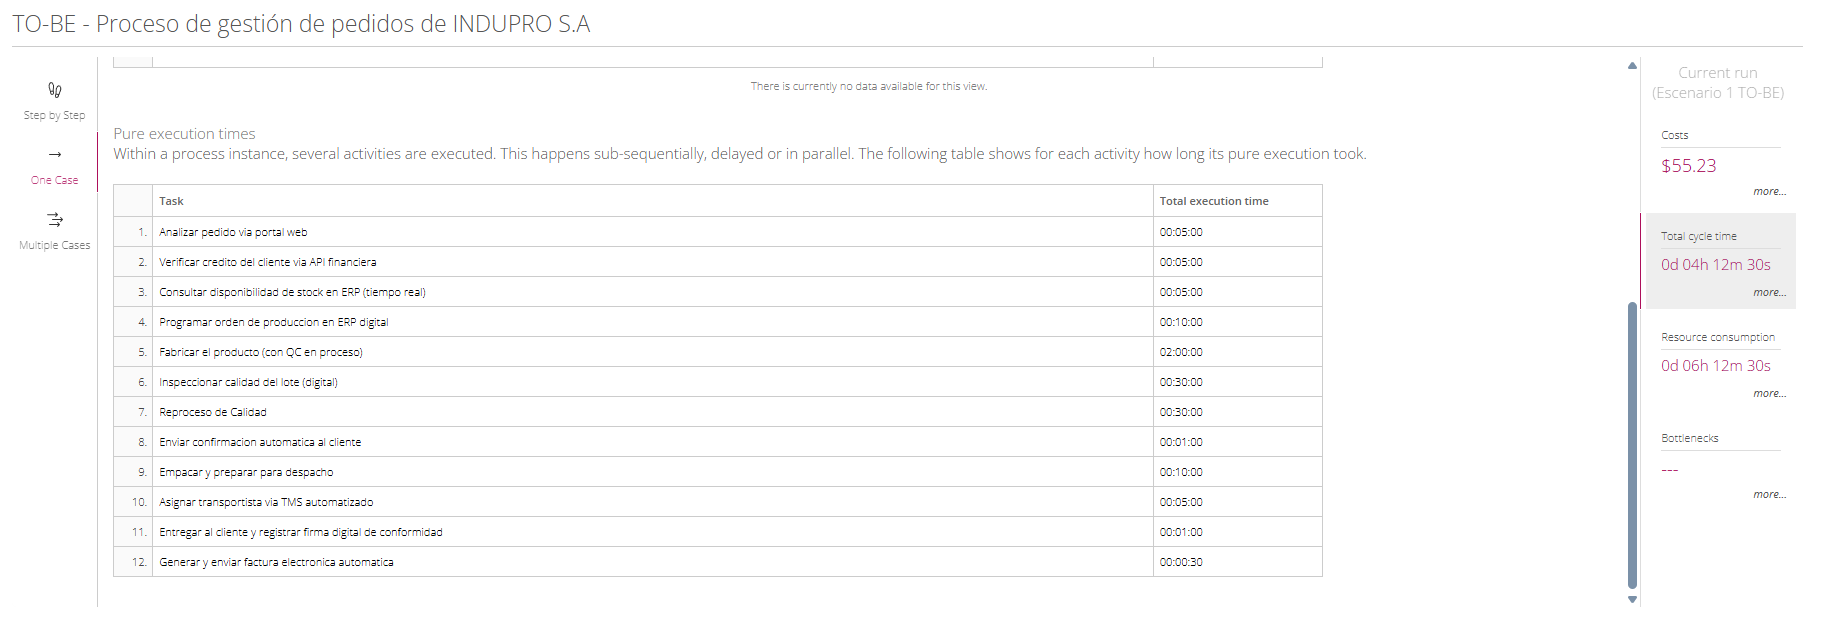 TO-BE - Proceso de gestión de pedidos de INDUPRO S.A
Step by Step
One Case
Multiple Cases
There is currently no data available for this view.
Pure execution times
Within a process instance, several activities are executed. This happens sub-sequentially, delayed or in parallel. The following table shows for each activity how long its pure execution took.
Task Total execution time
1. Analizar pedido via portal web 00:05:00
2. Verificar credito del cliente via API financiera 00:05:00
3. Consultar disponibilidad de stock en ERP (tiempo real) 00:05:00
4. Programar orden de produccion en ERP digital 00:10:00
5. Fabricar el producto (con QC en proceso) 02:00:00
6. Inspeccionar calidad del lote (digital) 00:30:00
7. Reproceso de Calidad 00:30:00
8. Enviar confirmacion automatica al cliente 00:01:00
9. Empacar y preparar para despacho 00:10:00
10. Asignar transportista via TMS automatizado 00:05:00
11. Entregar al cliente y registrar firma digital de conformidad 00:01:00
12. Generar y enviar factura electronica automatica 00:00:30
Current run
(Escenario 1 TO-BE)
Costs
$55.23
more...
Total cycle time
0d 04h 12m 30s
more...
Resource consumption
0d 06h 12m 30s
more...
Bottlenecks
---
more...